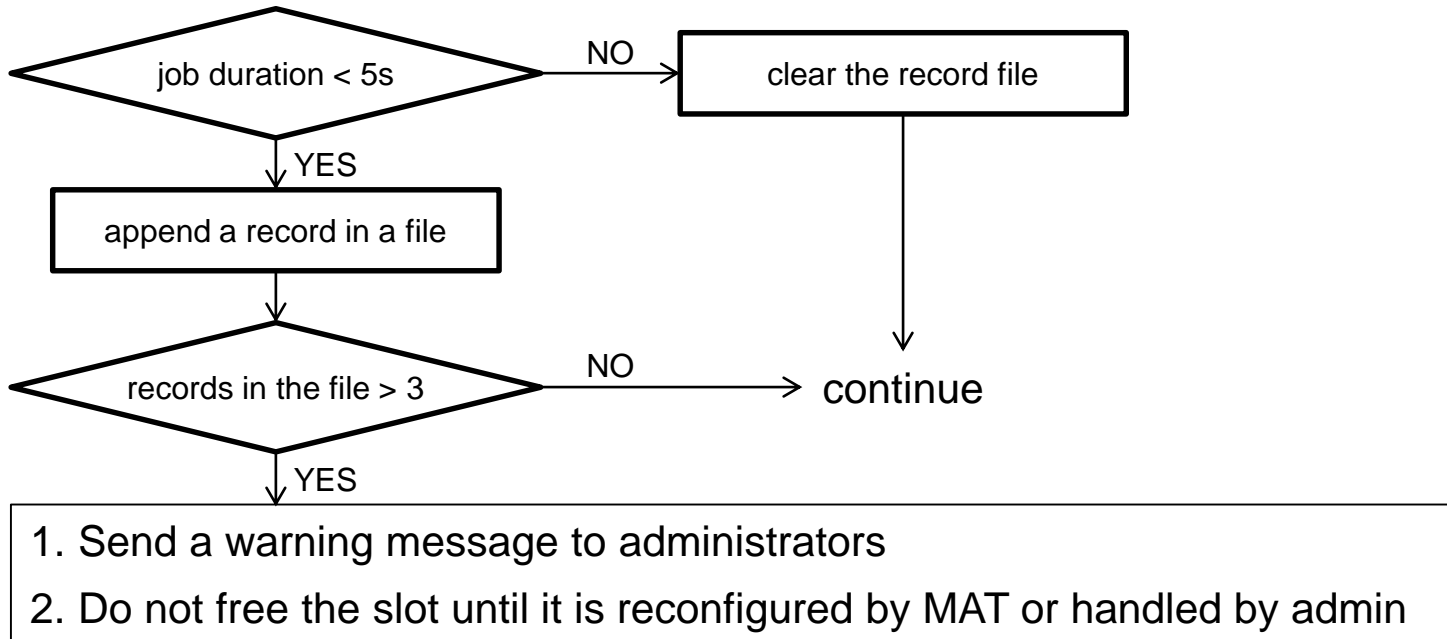 job duration < 5s
NO
clear the record file
YES
append a record in a file
records in the file > 3
NO
continue
YES
1. Send a warning message to administrators
2. Do not free the slot until it is reconfigured by MAT or handled by admin